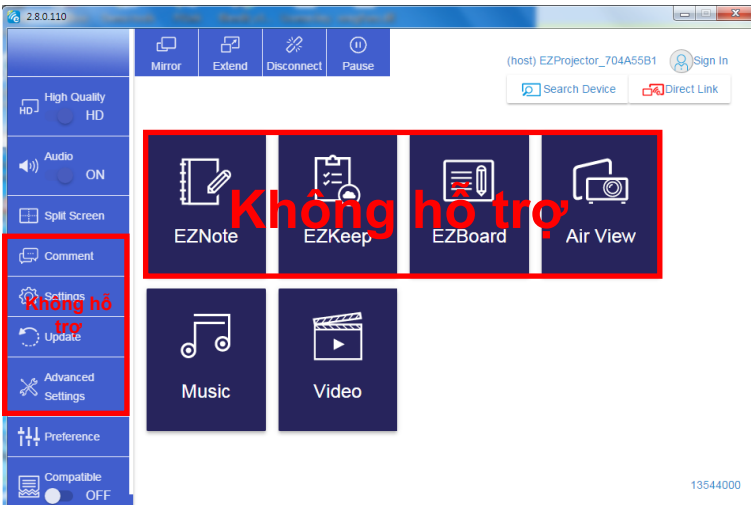 2.8.0.110
Mirror Extend Disconnect Pause
(host) EZProjector_704A55B1 Sign In
Search Device Direct Link
High Quality
HD HD
Audio
ON
Split Screen
Comment
Settings
Update
Advanced
Settings
Không hỗ
trợ
Preference
Compatible
OFF
EZNote EZKeep EZBoard Air View
Không hỗ trợ
Music Video
13544000